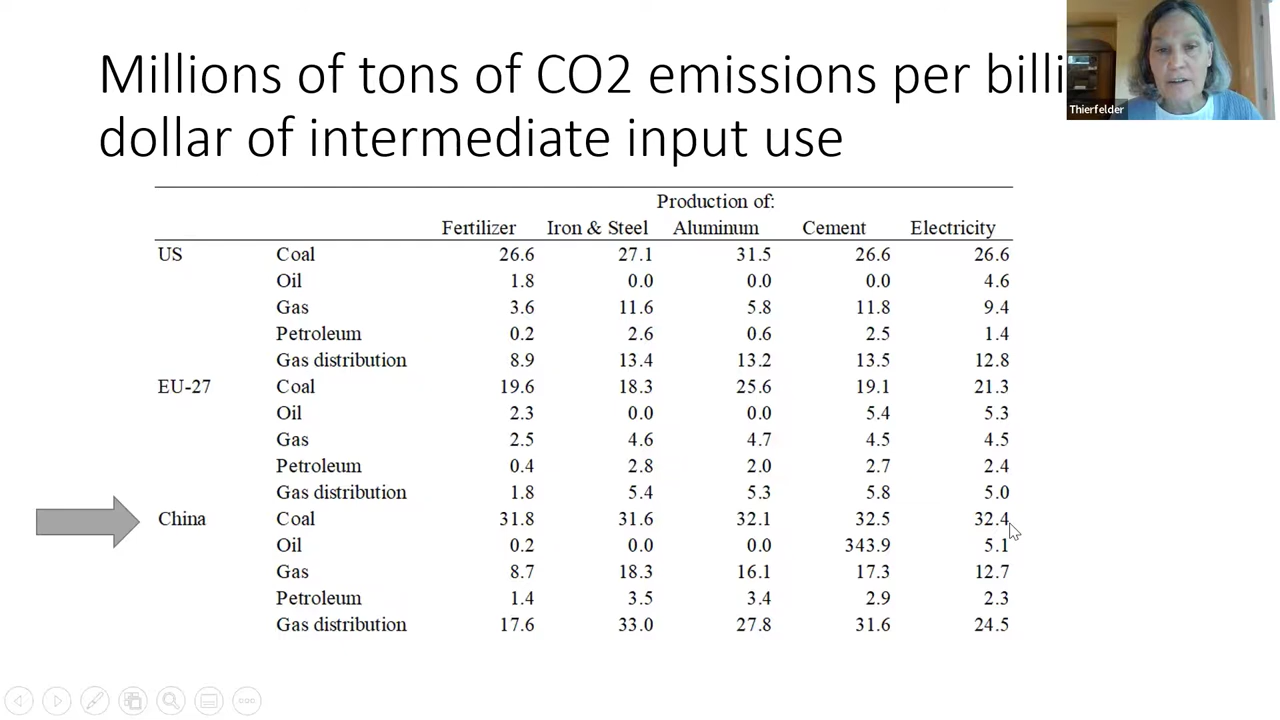 Millions of tons of CO2 emissions per billi
dollar of intermediate input use
Thierfelder
Production of:
Fertilizer Iron & Steel Aluminum Cement Electricity
US Coal 26.6 27.1 31.5 26.6 26.6
Oil 1.8 0.0 0.0 0.0 4.6
Gas 3.6 11.6 5.8 11.8 9.4
Petroleum 0.2 2.6 0.6 2.5 1.4
Gas distribution 8.9 13.4 13.2 13.5 12.8
EU-27 Coal 19.6 18.3 25.6 19.1 21.3
Oil 2.3 0.0 0.0 5.4 5.3
Gas 2.5 4.6 4.7 4.5 4.5
Petroleum 0.4 2.8 2.0 2.7 2.4
Gas distribution 1.8 5.4 5.3 5.8 5.0
China Coal 31.8 31.6 32.1 32.5 32.4
Oil 0.2 0.0 0.0 343.9 5.1
Gas 8.7 18.3 16.1 17.3 12.7
Petroleum 1.4 3.5 3.4 2.9 2.3
Gas distribution 17.6 33.0 27.8 31.6 24.5